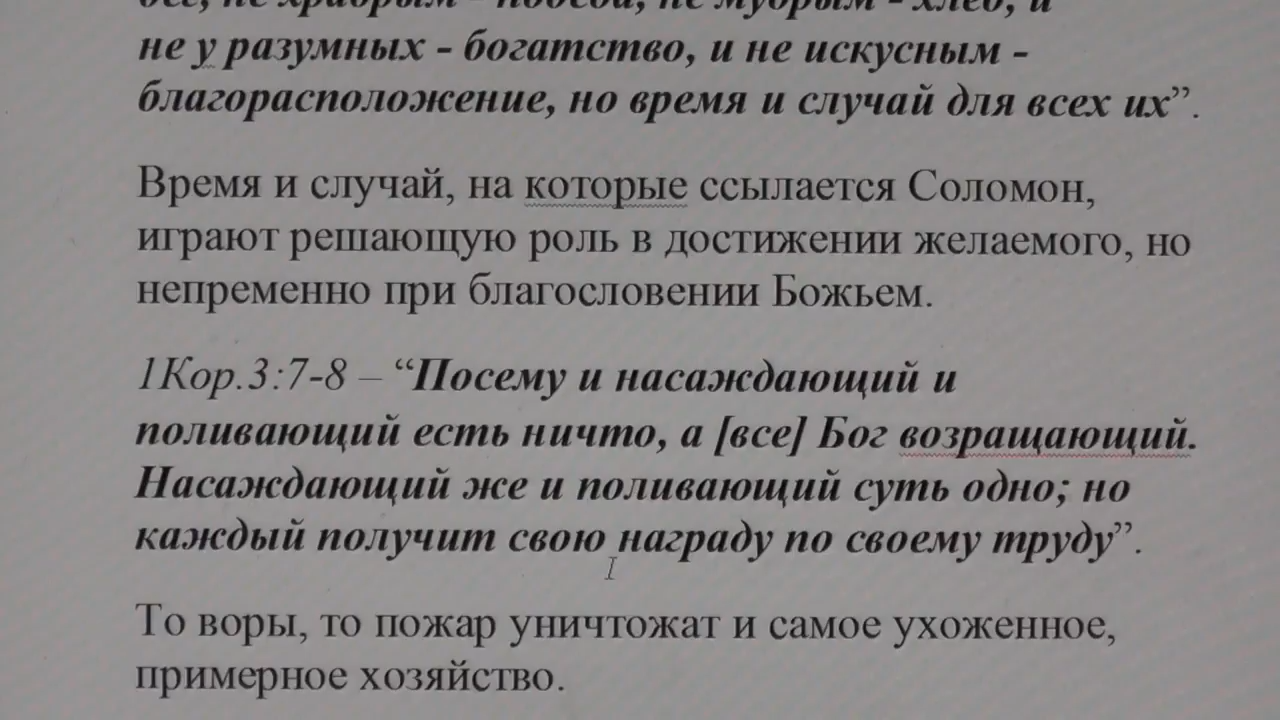 не у разумных - богатство, и не искусным -
благорасположение, но время и случай для всех их”.
Время и случай, на которые ссылается Соломон,
играют решающую роль в достижении желаемого, но
непременно при благословении Божьем.
1Кор.3:7-8 – “Посему и насаждающий и
поливающий есть ничто, а [все] Бог возращающий.
Насаждающий же и поливающий суть одно; но
каждый получит свою награду по своему труду”.
То воры, то пожар уничтожат и самое ухоженное,
примерное хозяйство.